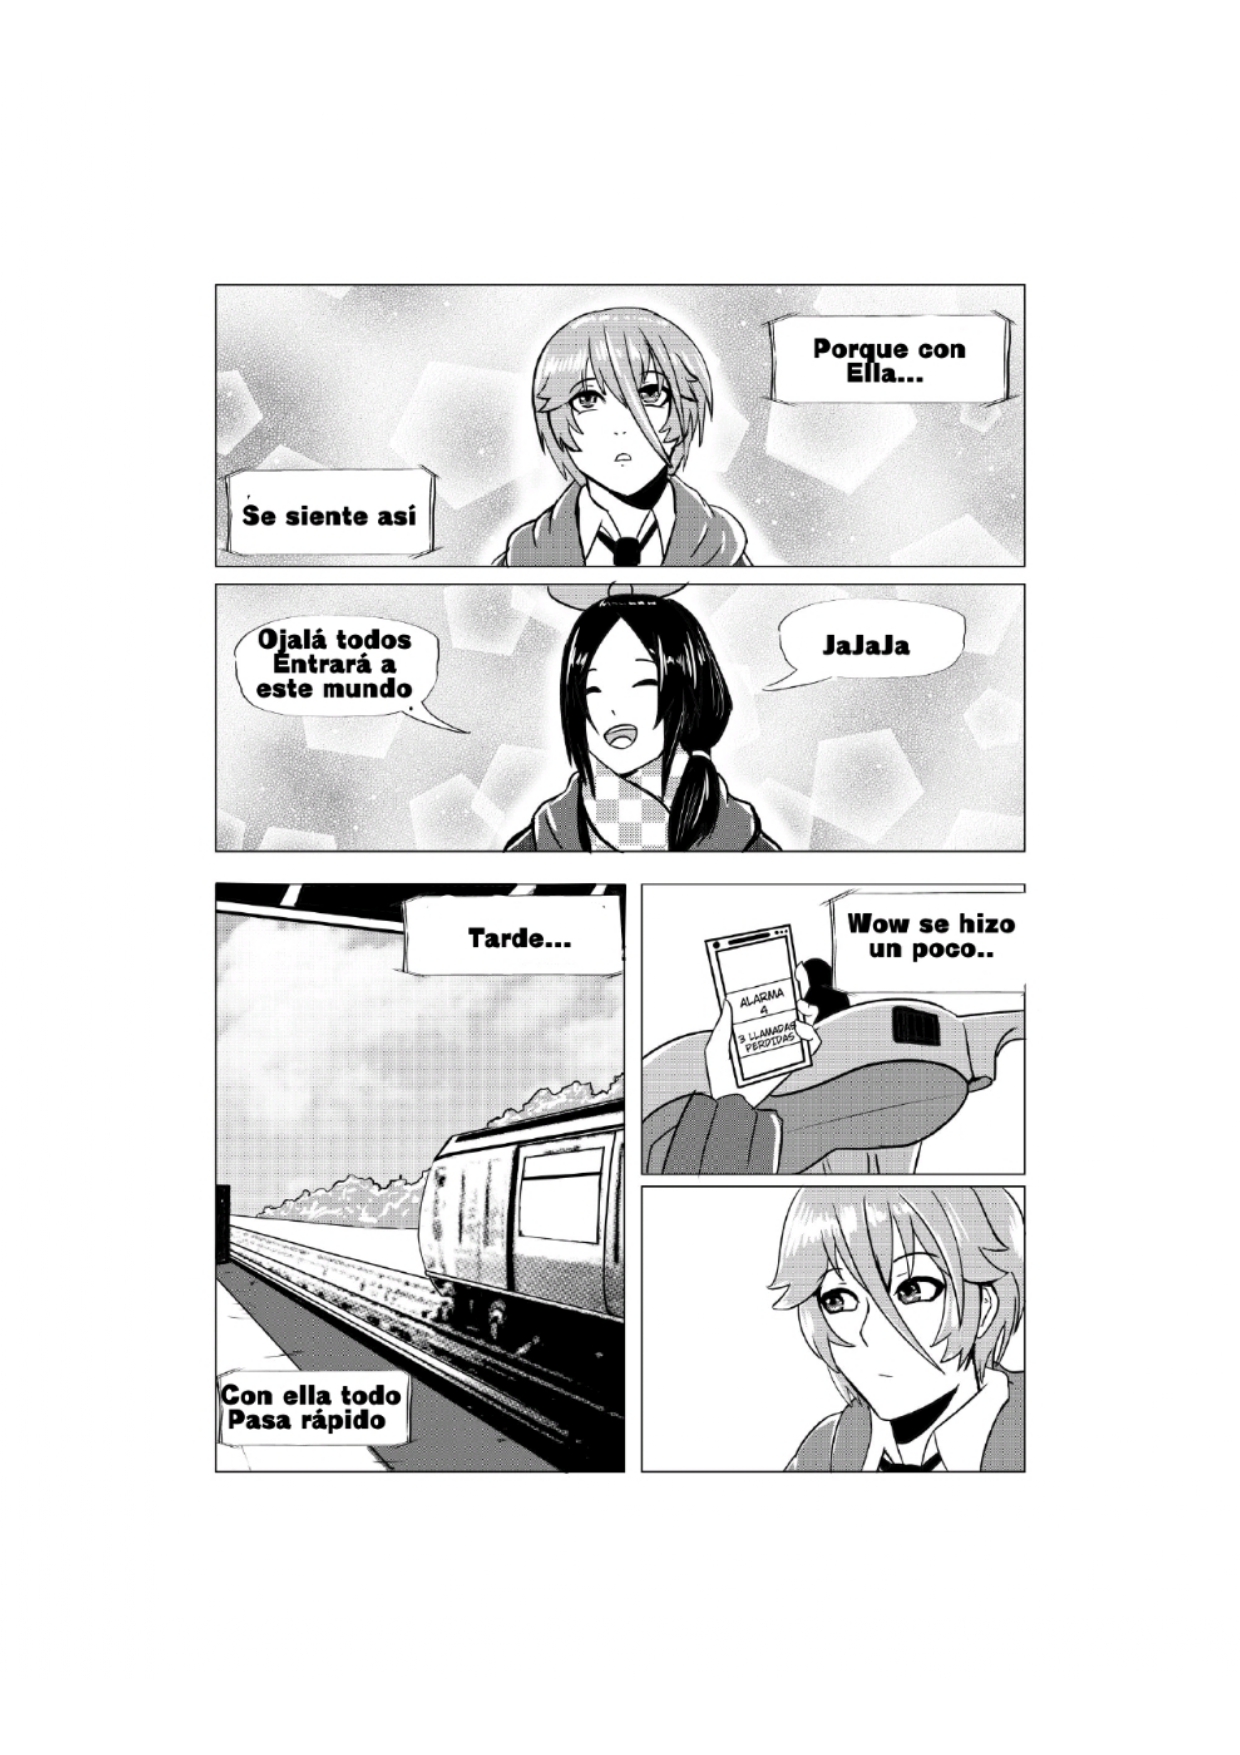 Porque con
Ella...
Se siente así
JaJaJa
Ojalá todos
Entrará a
este mundo
Wow se hizo
un poco..
ALARMA
4
3 LLAMADAS
PERDIDAS
Tarde...
Con ella todo
Pasa rápido